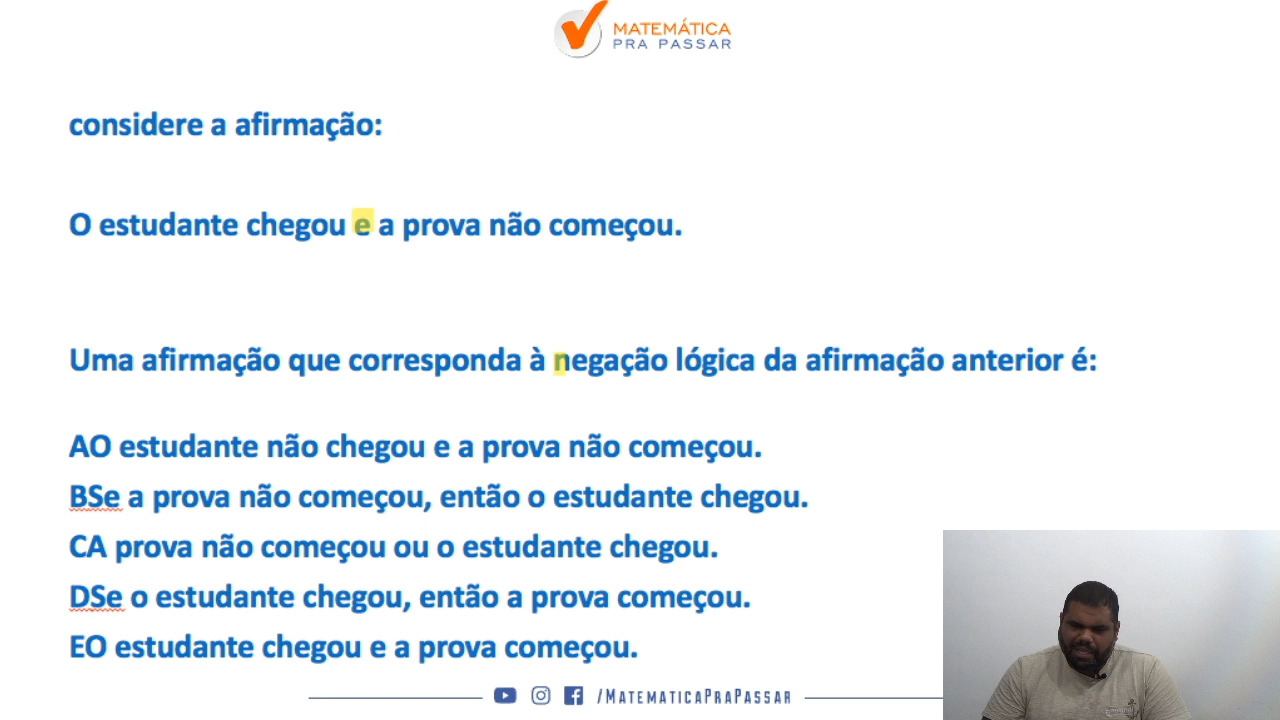 MATEMÁTICA
PRA PASSAR
considere a afirmação:
O estudante chegou e a prova não começou.
Uma afirmação que corresponda à negação lógica da afirmação anterior é:
AO estudante não chegou e a prova não começou.
BSe a prova não começou, então o estudante chegou.
CA prova não começou ou o estudante chegou.
DSe o estudante chegou, então a prova começou.
EO estudante chegou e a prova começou.
/MATEMATICAPRAPASSAR